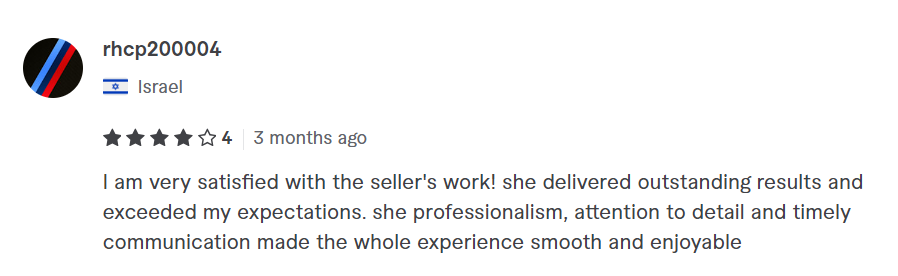 rhcp200004
Israel
4 3 months ago
I am very satisfied with the seller's work! she delivered outstanding results and
exceeded my expectations. she professionalism, attention to detail and timely
communication made the whole experience smooth and enjoyable